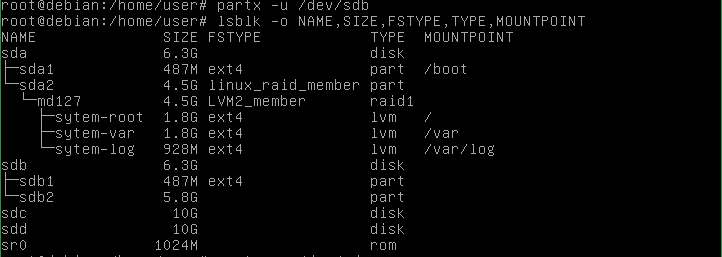 root@debian:/home/user# partx -u /dev/sdb
root@debian:/home/user# lsblk -o NAME,SIZE,FSTYPE,TYPE,MOUNTPOINT
NAME             SIZE FSTYPE            TYPE  MOUNTPOINT
sda              6.3G                   disk
├─sda1           487M ext4              part  /boot
└─sda2           4.5G linux_raid_member part
  └─md127        4.5G LVM2_member       raid1
    ├─sytem-root 1.8G ext4              lvm   /
    ├─sytem-var  1.8G ext4              lvm   /var
    └─sytem-log  928M ext4              lvm   /var/log
sdb              6.3G                   disk
├─sdb1           487M ext4              part
└─sdb2           5.8G                   part
sdc               10G                   disk
sdd               10G                   disk
sr0             1024M                   rom